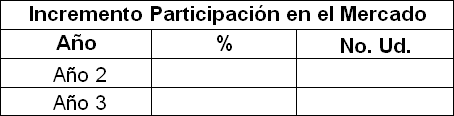 Incremento Participación en el Mercado
Año % No. Ud.
Año 2
Año 3